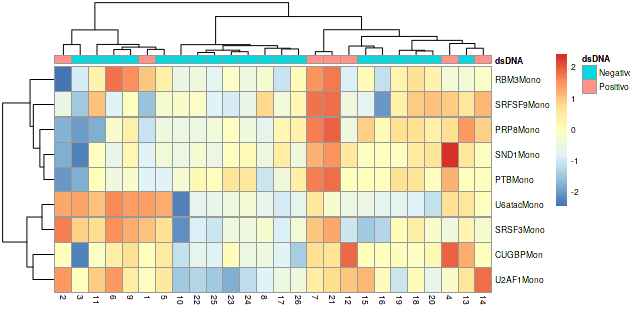 dsDNA
RBM3Mono
SRFSF9Mono
PRP8Mono
SND1Mono
PTBMono
U6atacMono
SRSF3Mono
CUGBPMon
U2AF1Mono
2 3 11 6 9 1 5 10 22 25 23 24 8 17 26 7 21 12 15 16 19 18 20 4 13 14
2
1
0
-1
-2
dsDNA
Negativo
Positivo